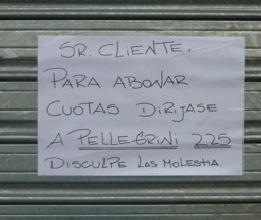 SR. CLIENTE.
PARA ABONAR
CUOTAS DiRiJASE
A PELLEGRiNi 225
DISCULPE LAS MOLESTIA.